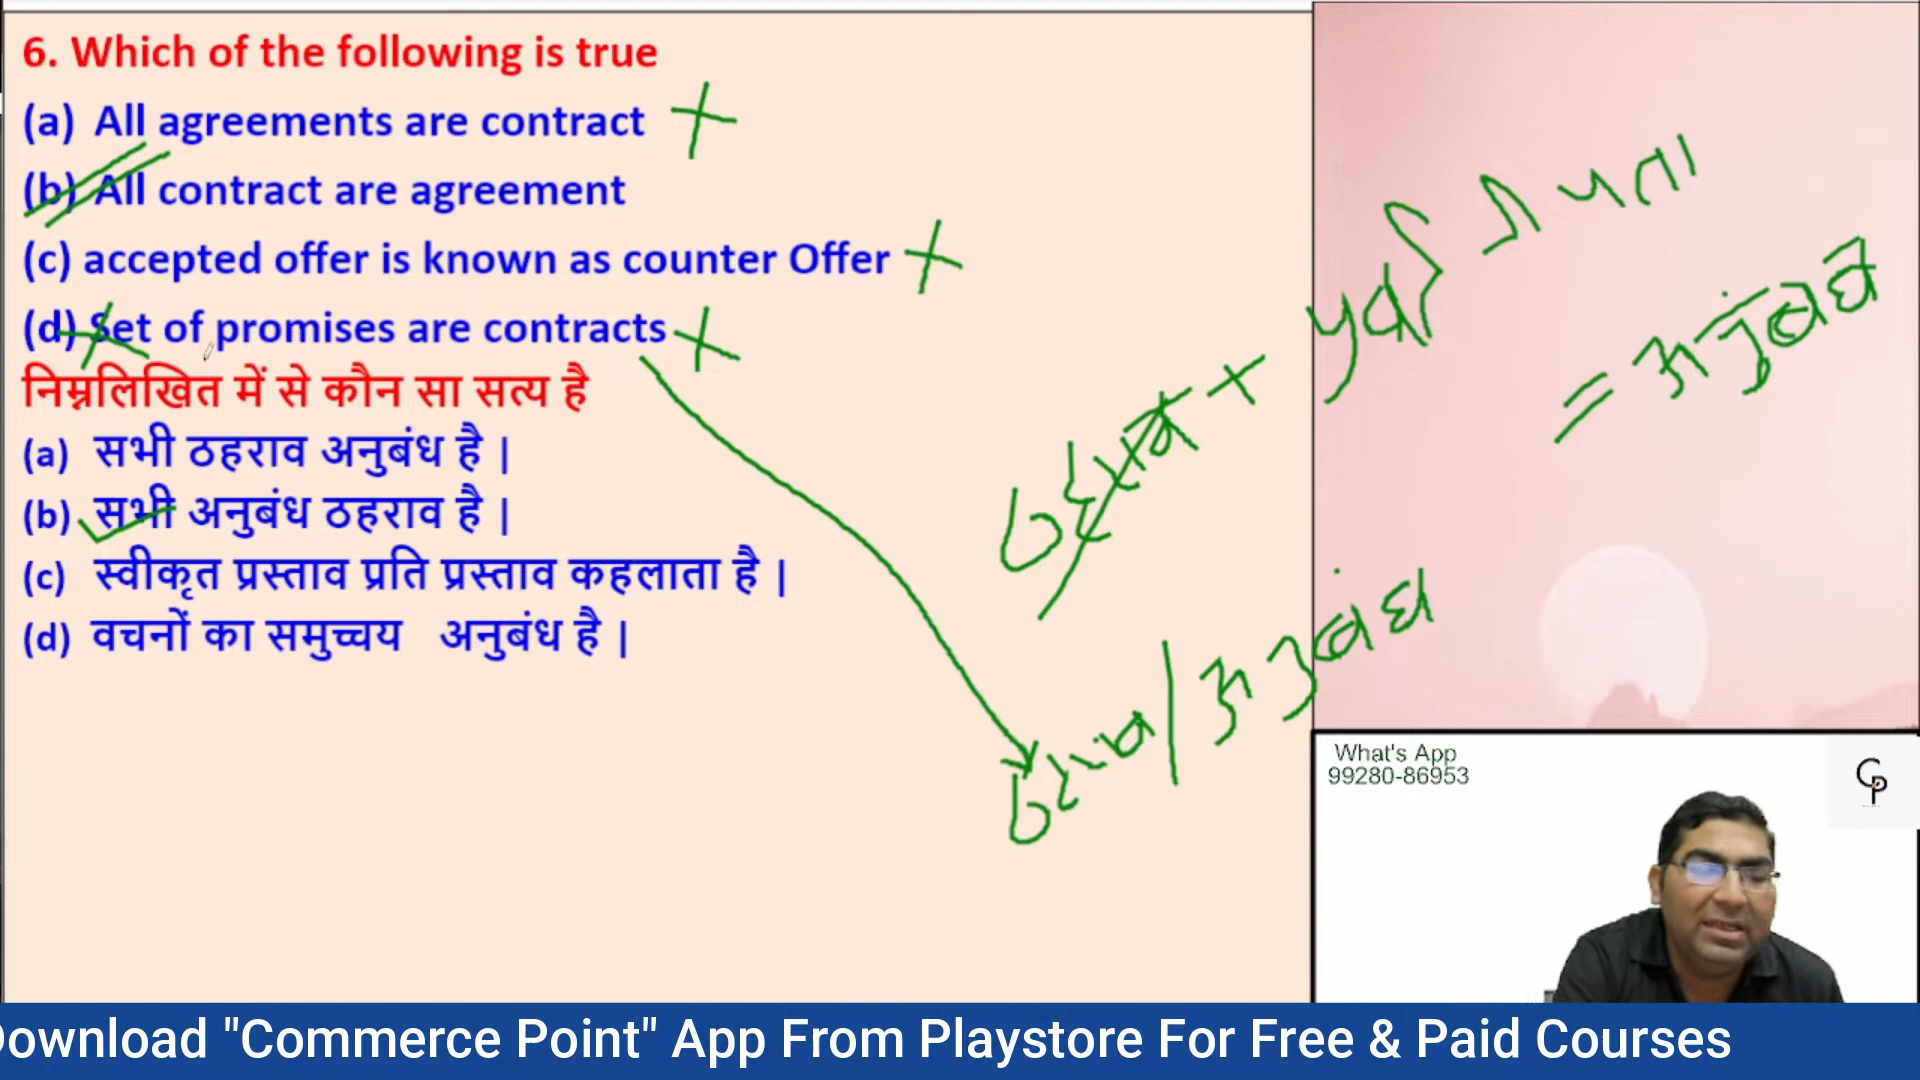 6. Which of the following is true
(a) All agreements are contract
(b) All contract are agreement
(c) accepted offer is known as counter Offer
(d) Set of promises are contracts
निम्नलिखित में से कौन सा सत्य है
(a) सभी ठहराव अनुबंध है |
(b) सभी अनुबंध ठहराव है |
(c) स्वीकृत प्रस्ताव प्रति प्रस्ताव कहलाता है |
(d) वचनों का समुच्चय अनुबंध है |
ठहराव +
= अनुबंध
ठहराव / अनुबंध
What's App
99280-86953
CP
Download "Commerce Point" App From Playstore For Free & Paid Courses